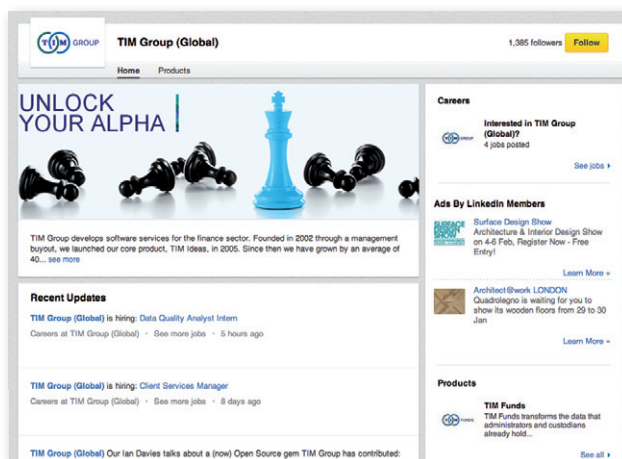 TIM GROUP
TIM Group (Global)
1,385 followers
Follow
Home Products
UNLOCK
YOUR ALPHA
TIM Group develops software services for the finance sector. Founded in 2002 through a management
buyout, we launched our core product, TIM Ideas, in 2005. Since then we have grown by an average of
40... see more
Recent Updates
TIM Group (Global) is hiring: Data Quality Analyst Intern
Careers at TIM Group (Global) · See more jobs · 5 hours ago
TIM Group (Global) is hiring: Client Services Manager
Careers at TIM Group (Global) · See more jobs · 8 days ago
TIM Group (Global) Our Ian Davies talks about a (now) Open Source gem TIM Group has contributed:
Careers
TIM GROUP
Interested in TIM Group
(Global)?
4 jobs posted
See jobs
Ads By LinkedIn Members
SURFACE
DESIGN
SHOW
Surface Design Show
Architecture & Interior Design Show
on 4-6 Feb, Register Now - Free
Entry!
Learn More »
Architect@work LONDON
Quadrolegno is waiting for you to
show its wooden floors from 29 to 30
Jan
Learn More »
Products
TIM FUNDS
TIM Funds
TIM Funds transforms the data that
administrators and custodians
already hold...
See all